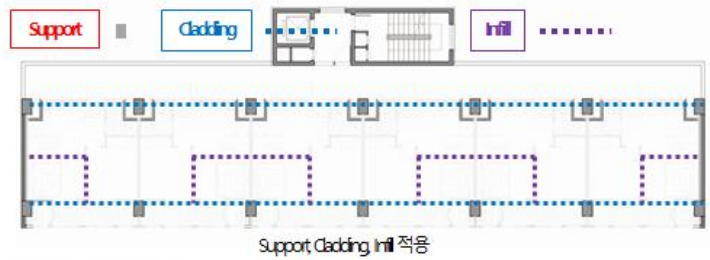 Support
Cladding
Infill
Support, Cladding, Infill 적용